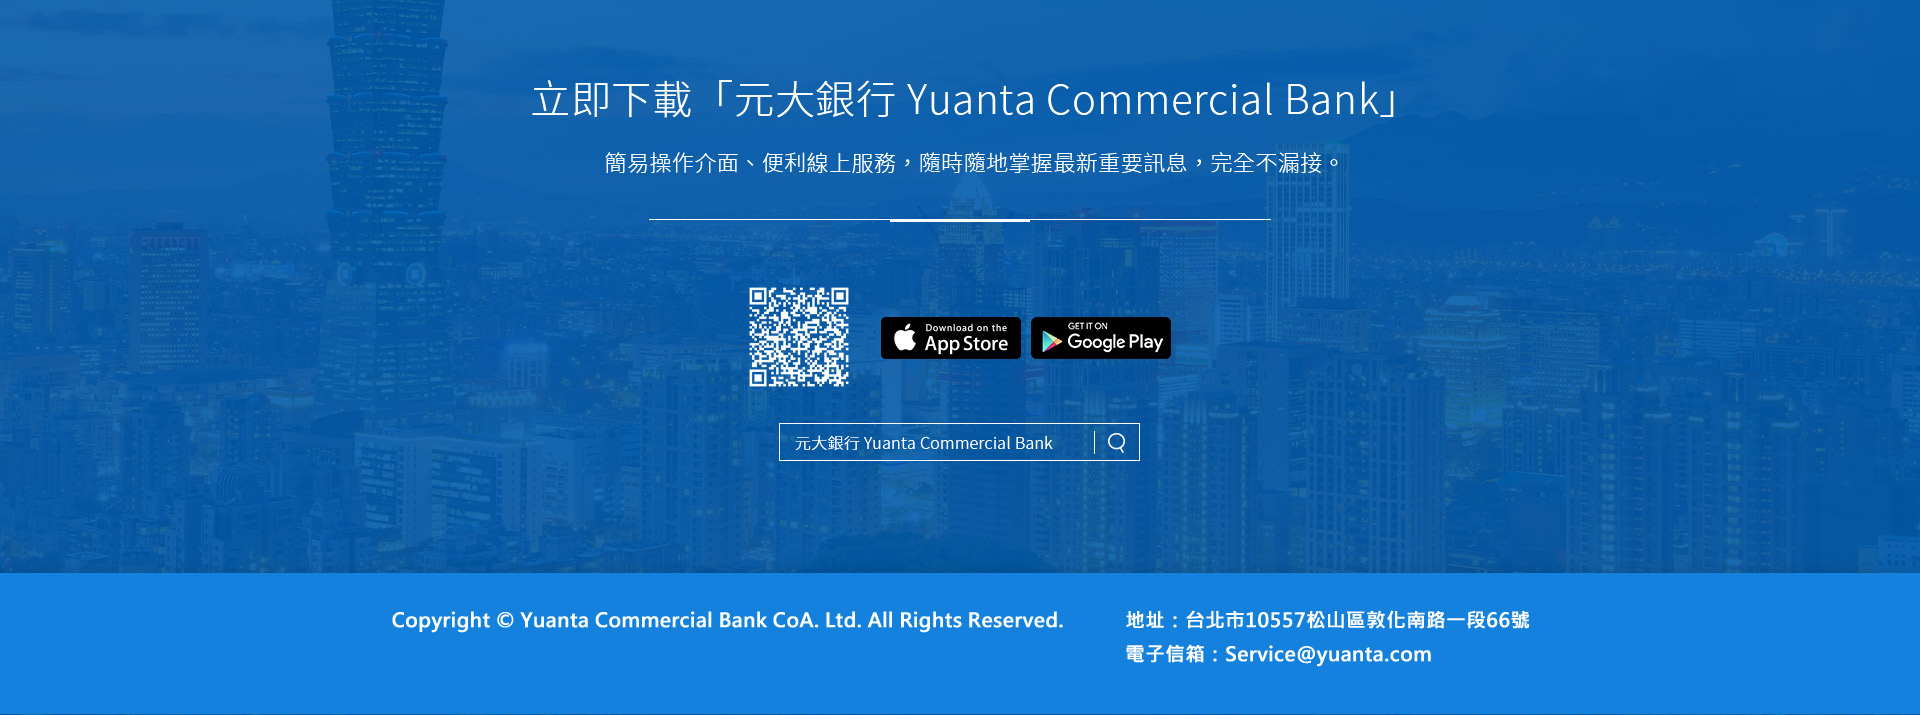 立即下載「元大銀行 Yuanta Commercial Bank」
簡易操作介面、便利線上服務，隨時隨地掌握最新重要訊息，完全不漏接。
Download on the
App Store
GET IT ON
Google Play
元大銀行 Yuanta Commercial Bank
Copyright © Yuanta Commercial Bank CoA. Ltd. All Rights Reserved.
地址：台北市10557松山區敦化南路一段66號
電子信箱：Service@yuanta.com